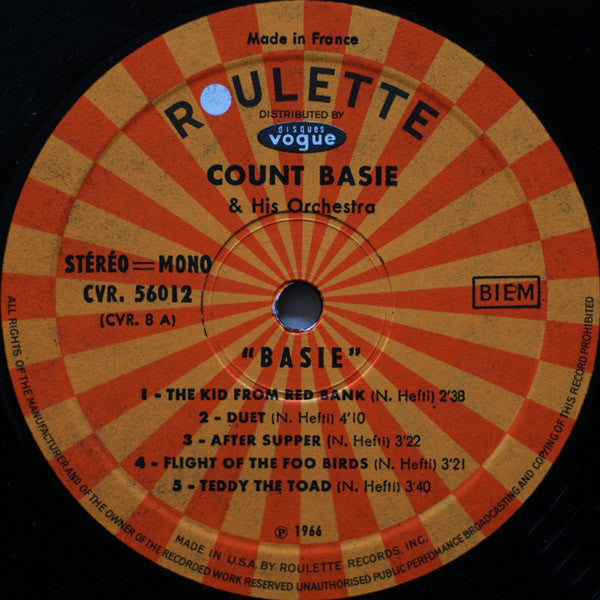 Made in France
ROULETTE
DISTRIBUTED BY
disques
vogue
COUNT BASIE
& His Orchestra
STÉRÉO=MONO
CVR. 56012
(CVR. 8 A)
BIEM
"BASIE"
1 - THE KID FROM RED BANK (N. Hefti) 2'38
2 - DUET (N. Hefti) 4'10
3 - AFTER SUPPER (N. Hefti) 3'22
4 - FLIGHT OF THE FOO BIRDS (N. Hefti) 3'21
5 - TEDDY THE TOAD (N. Hefti) 3'40
℗ 1966
MADE IN U.S.A. BY ROULETTE RECORDS, INC.
ALL RIGHTS OF THE MANUFACTURER AND OF THE OWNER OF THE RECORDED WORK RESERVED UNAUTHORISED PUBLIC PERFOMANCE BROADCASTING AND COPYING OF THIS RECORD PROHIBITED